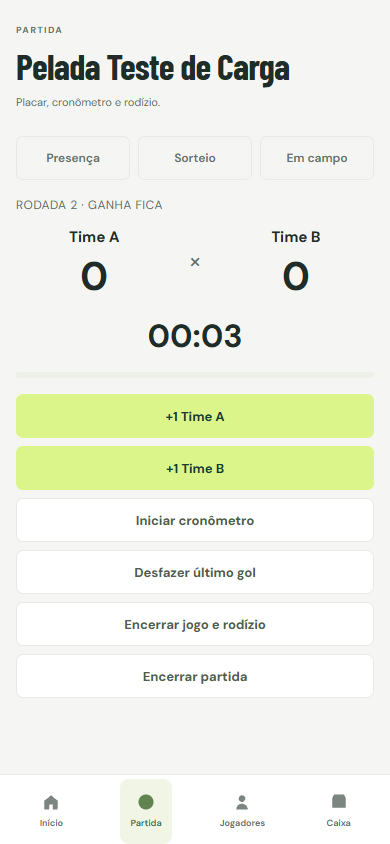 PARTIDA
Pelada Teste de Carga
Placar, cronômetro e rodízio.
Presença Sorteio Em campo
RODADA 2 · GANHA FICA
Time A Time B
0 × 0
00:03
+1 Time A
+1 Time B
Iniciar cronômetro
Desfazer último gol
Encerrar jogo e rodízio
Encerrar partida
Início Partida Jogadores Caixa